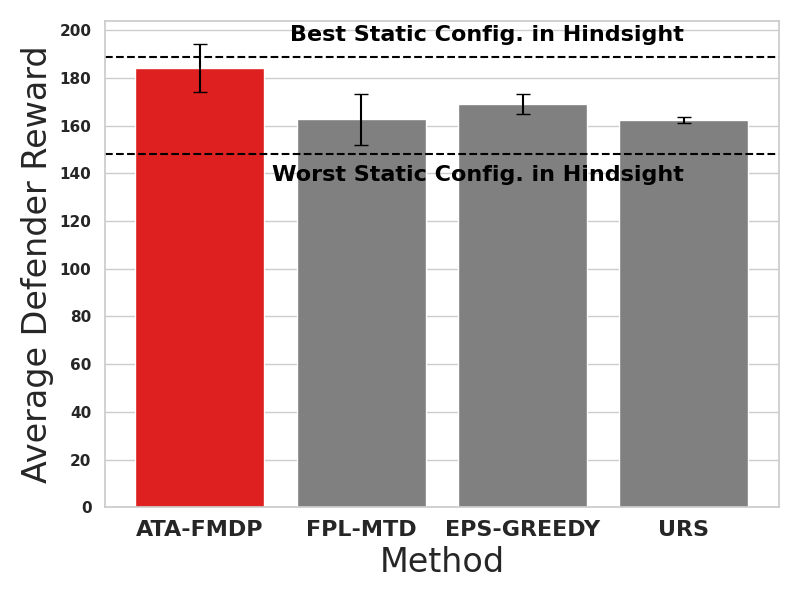 Average Defender Reward
200
180
160
140
120
100
80
60
40
20
0
Best Static Config. in Hindsight
Worst Static Config. in Hindsight
ATA-FMDP FPL-MTD EPS-GREEDY URS
Method